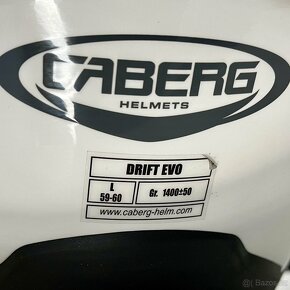 CABERG
HELMETS
DRIFT EVO
L
59-60
Gr. 1400±50
www.caberg-helm.com